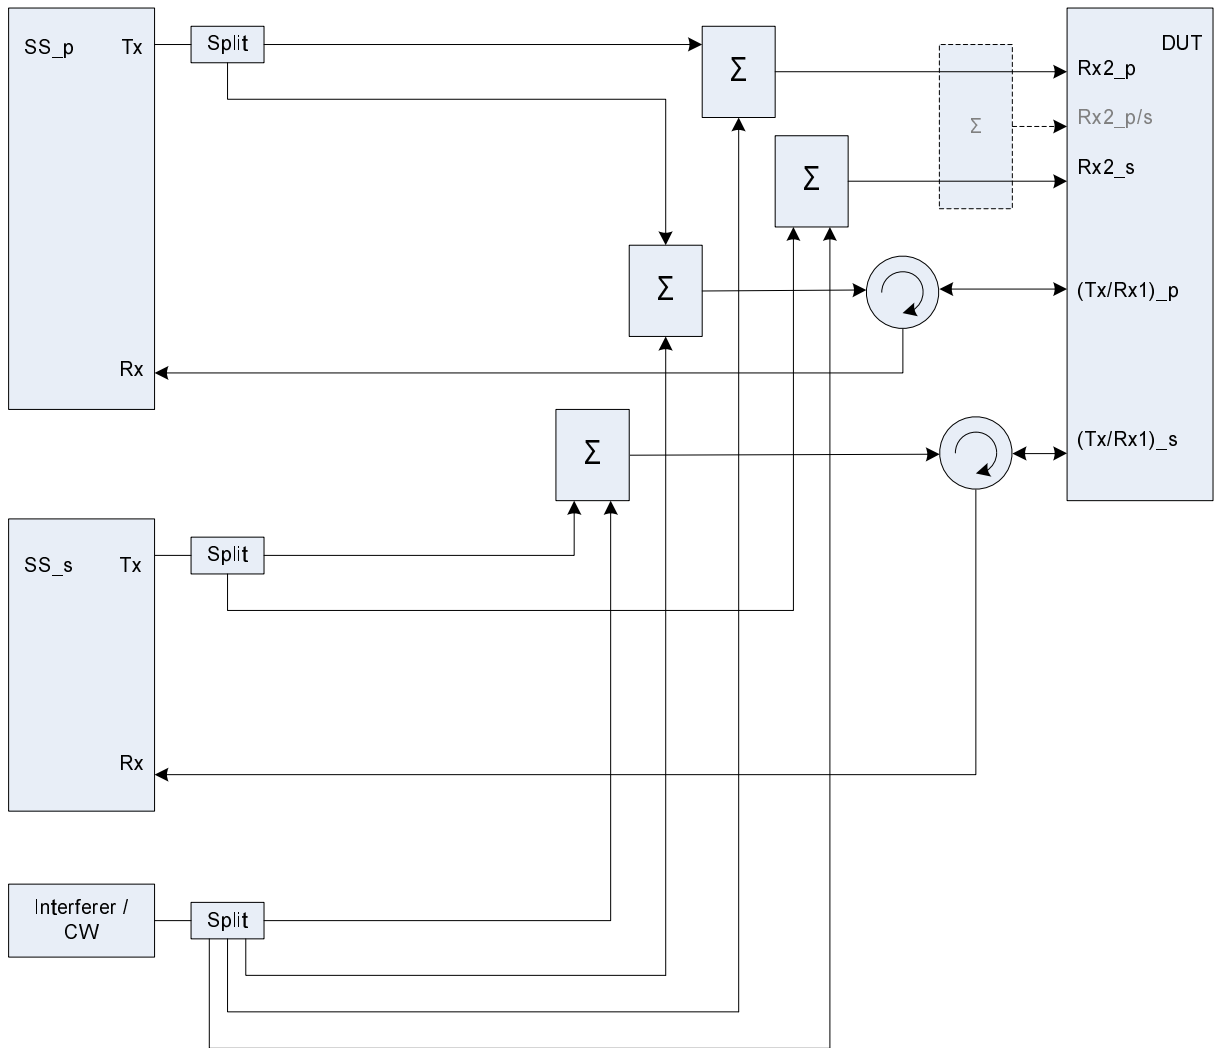 SS_p
Tx
Split
Σ
DUT
Rx2_p
Σ
Rx2_p/s
Σ
Rx2_s
Σ
(Tx/Rx1)_p
Rx
Σ
(Tx/Rx1)_s
SS_s
Tx
Split
Rx
Interferer /
CW
Split